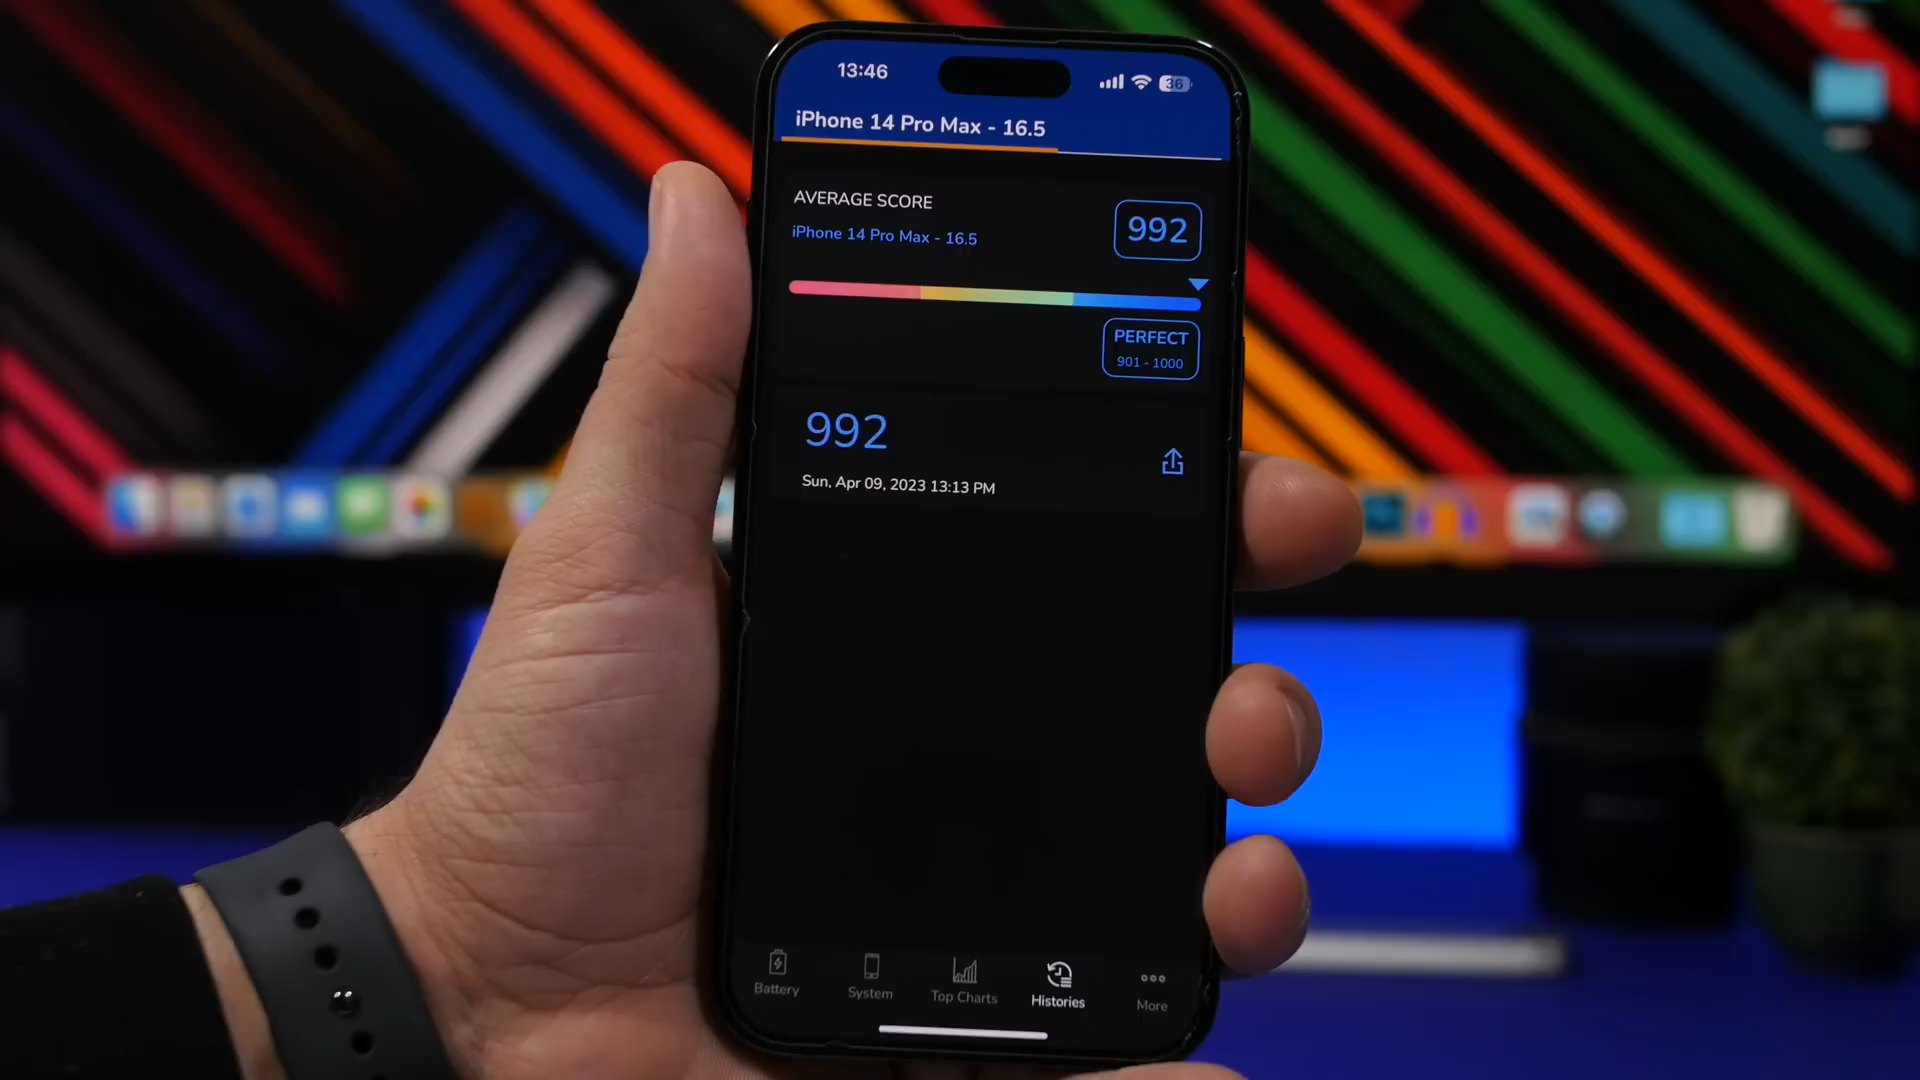 13:46
36
iPhone 14 Pro Max - 16.5
AVERAGE SCORE
992
iPhone 14 Pro Max - 16.5
PERFECT
901 - 1000
992
Sun, Apr 09, 2023 13:13 PM
Battery
System
Top Charts
Histories
More